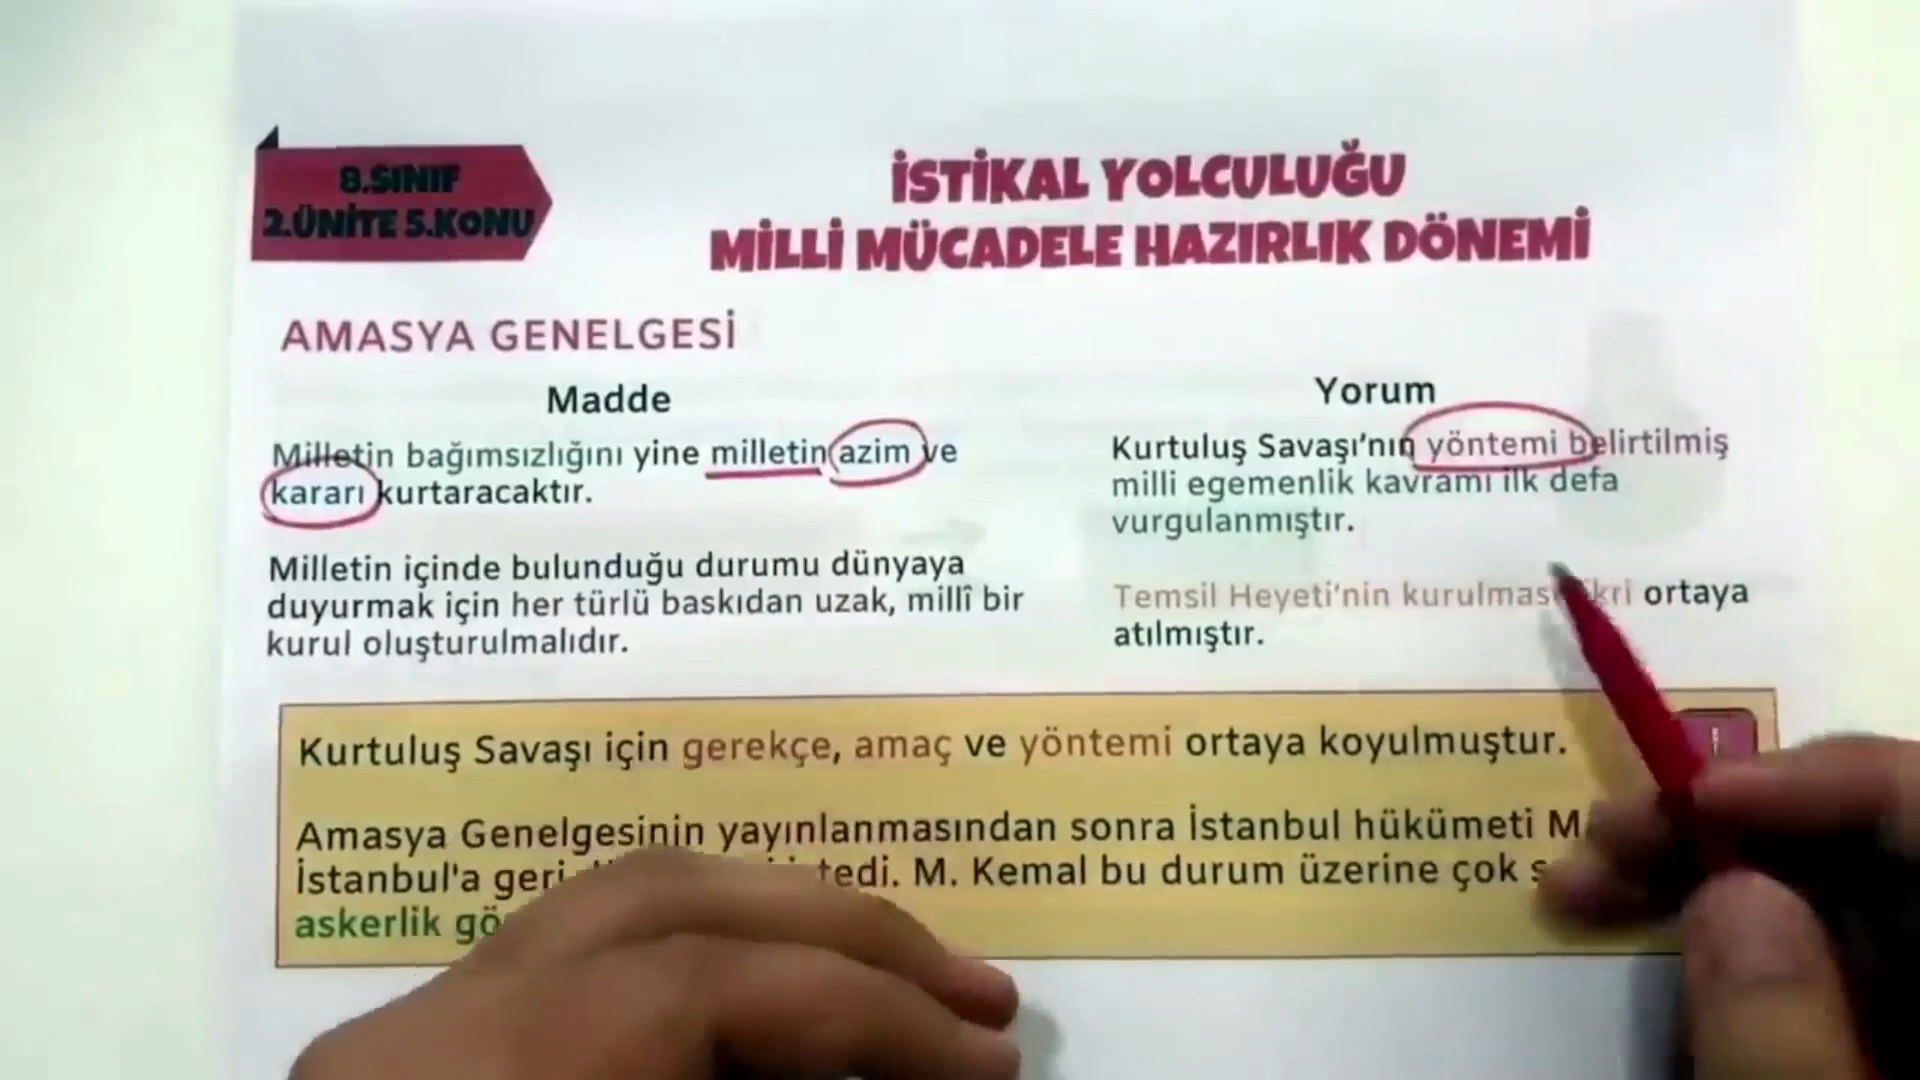 8.SINIF
2.ÜNİTE 5.KONU
İSTİKAL YOLCULUĞU
MİLLİ MÜCADELE HAZIRLIK DÖNEMİ
AMASYA GENELGESİ
Madde
Milletin bağımsızlığını yine milletin azim ve
kararı kurtaracaktır.
Milletin içinde bulunduğu durumu dünyaya
duyurmak için her türlü baskıdan uzak, millî bir
kurul oluşturulmalıdır.
Yorum
Kurtuluş Savaşı’nın yöntemi belirtilmiş
milli egemenlik kavramı ilk defa
vurgulanmıştır.
Temsil Heyeti’nin ortaya
atılmıştır.
Kurtuluş Savaşı için gerekçe, amaç ve yöntemi ortaya koyulmuştur.
!
Amasya Genelgesinin yayınlanmasından sonra İstanbul hükümeti M.
İstanbul'a M. Kemal bu durum üzerine çok
askerlik